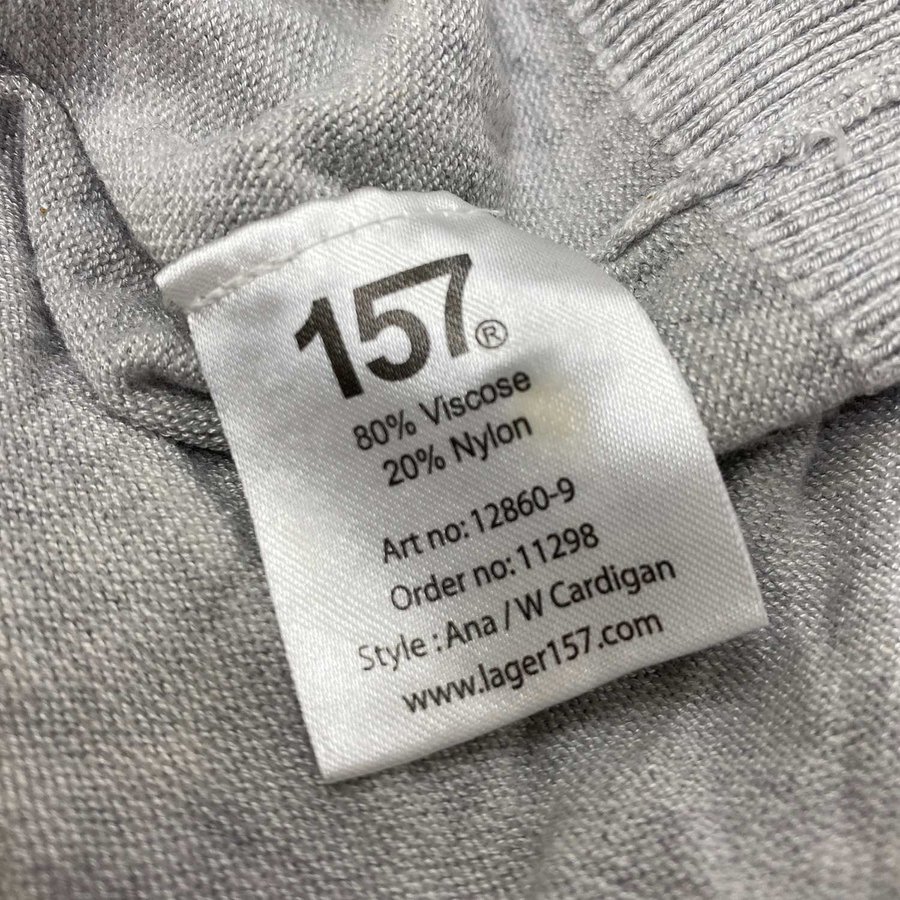 157®
80% Viscose
20% Nylon
Art no: 12860-9
Order no: 11298
Style : Ana / W Cardigan
www.lager157.com